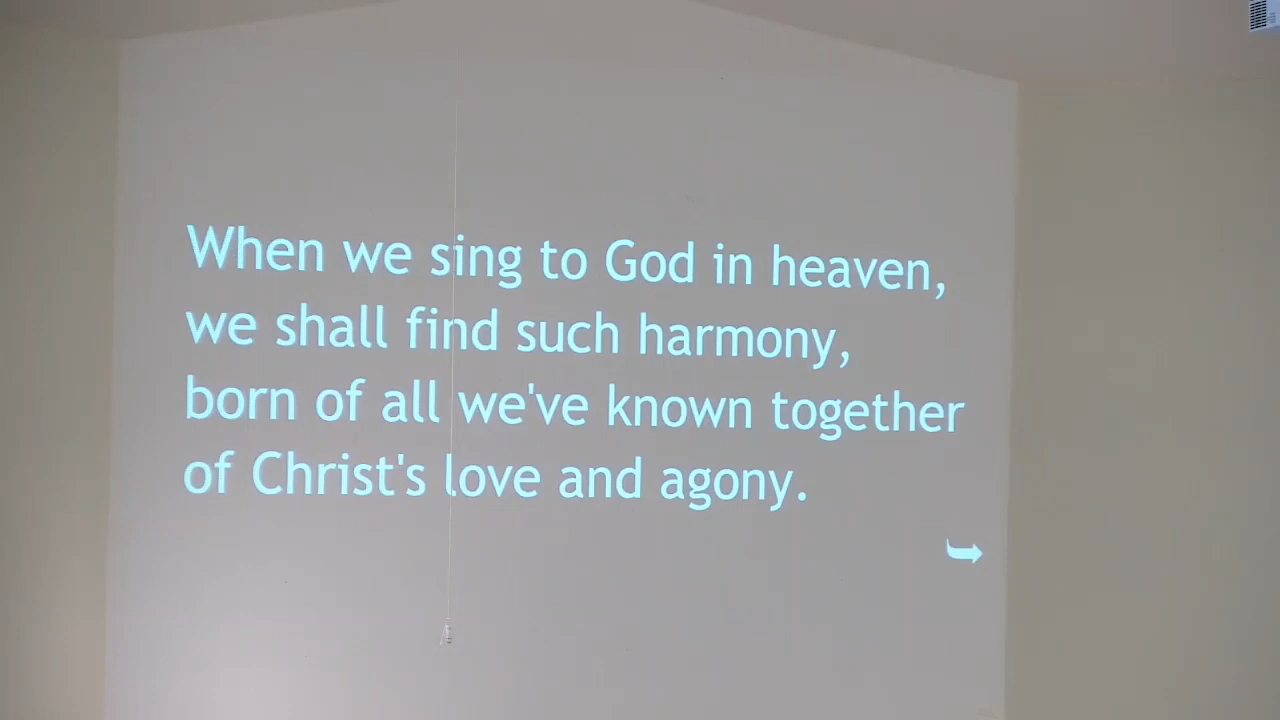 When we sing to God in heaven,
we shall find such harmony,
born of all we've known together
of Christ's love and agony.